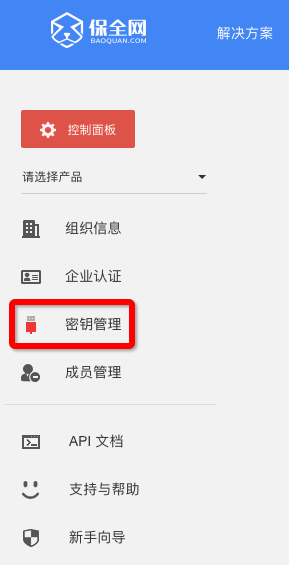 保全网
BAOQUAN.COM
解决方案
控制面板
请选择产品
组织信息
企业认证
密钥管理
成员管理
API 文档
支持与帮助
新手向导